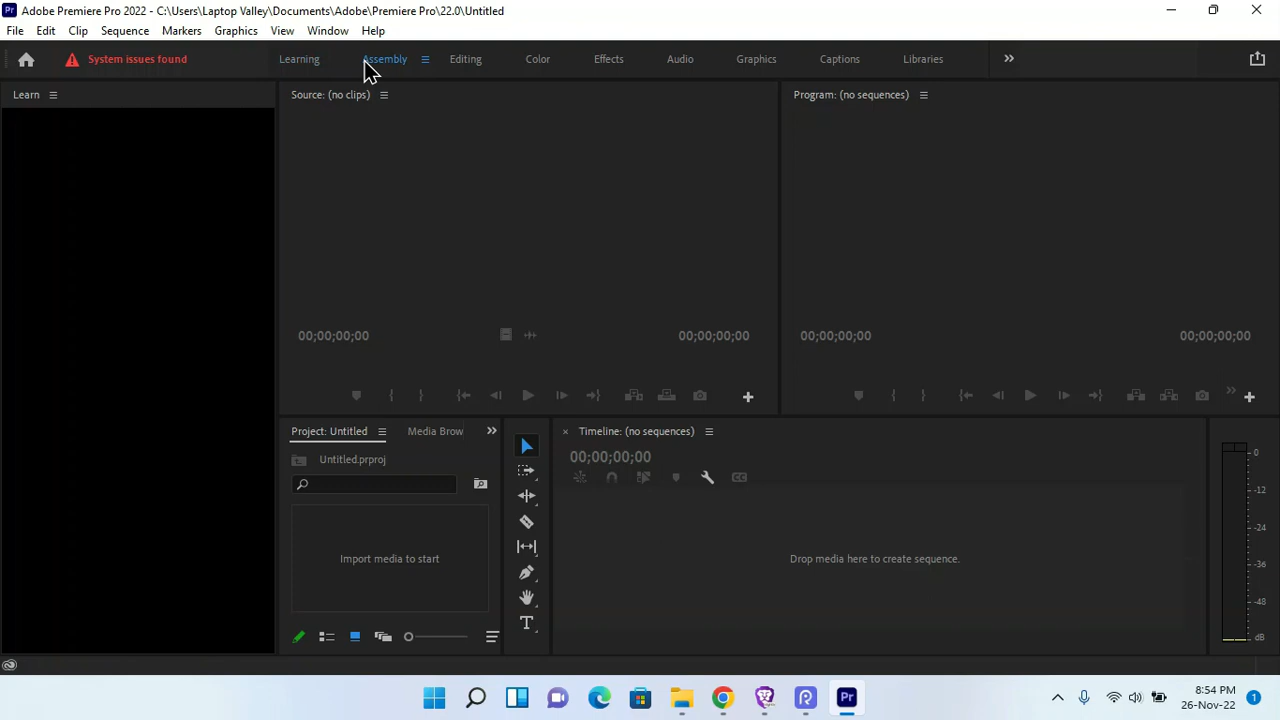 Adobe Premiere Pro 2022 - C:\Users\Laptop Valley\Documents\Adobe\Premiere Pro\22.0\Untitled
File Edit Clip Sequence Markers Graphics View Window Help
System issues found Learning Assembly Editing Color Effects Audio Graphics Captions Libraries
Learn Source: (no clips) Program: (no sequences)
00;00;00;00 00;00;00;00 00;00;00;00 00;00;00;00
Project: Untitled Media Brow Timeline: (no sequences)
Untitled.prproj 00;00;00;00
CC
Import media to start Drop media here to create sequence.
0
-12
-24
-36
-48
dB
8:54 PM
26-Nov-22
1